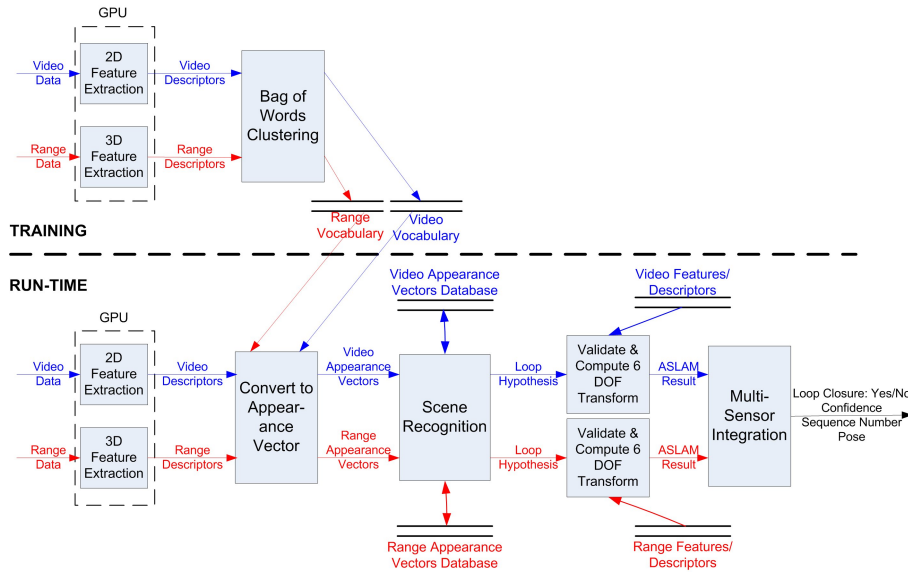 GPU
2D
Feature
Extraction
Video
Data
Video
Descriptors
Bag of
Words
Clustering
3D
Feature
Extraction
Range
Data
Range
Descriptors
Range
Vocabulary
Video
Vocabulary
TRAINING
RUN-TIME
Video Appearance
Vectors Database
Video Features/
Descriptors
GPU
2D
Feature
Extraction
Video
Data
Video
Descriptors
Convert to
Appear-
ance
Vector
Video
Appearance
Vectors
Scene
Recognition
Loop
Hypothesis
Validate &
Compute 6
DOF
Transform
ASLAM
Result
Multi-
Sensor
Integration
Loop Closure: Yes/No
Confidence
Sequence Number
Pose
3D
Feature
Extraction
Range
Data
Range
Descriptors
Range
Appearance
Vectors
Loop
Hypothesis
Validate &
Compute 6
DOF
Transform
ASLAM
Result
Range Appearance
Vectors Database
Range Features/
Descriptors